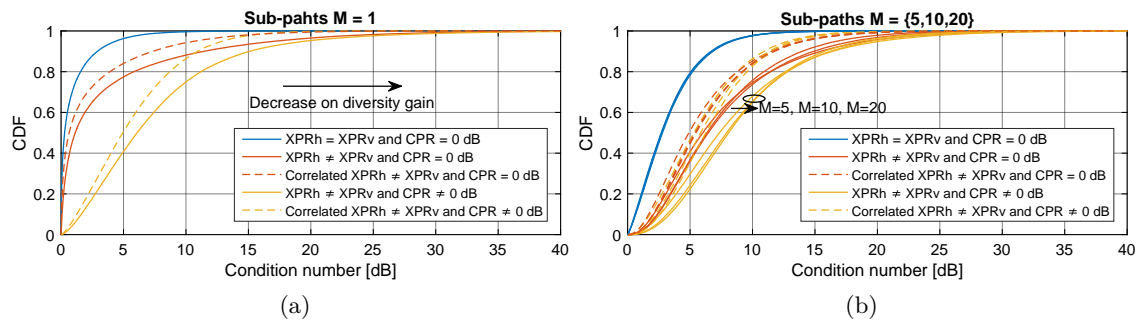 Sub-pahts M = 1
1
0.8
0.6
0.4
0.2
0
CDF
Decrease on diversity gain
XPRh = XPRv and CPR = 0 dB
XPRh ≠ XPRv and CPR = 0 dB
Correlated XPRh ≠ XPRv and CPR = 0 dB
XPRh ≠ XPRv and CPR ≠ 0 dB
Correlated XPRh ≠ XPRv and CPR ≠ 0 dB
0 5 10 15 20 25 30 35 40
Condition number [dB]
(a)
Sub-paths M = {5,10,20}
1
0.8
0.6
0.4
0.2
0
CDF
M=5, M=10, M=20
XPRh = XPRv and CPR = 0 dB
XPRh ≠ XPRv and CPR = 0 dB
Correlated XPRh ≠ XPRv and CPR = 0 dB
XPRh ≠ XPRv and CPR ≠ 0 dB
Correlated XPRh ≠ XPRv and CPR ≠ 0 dB
0 5 10 15 20 25 30 35 40
Condition number [dB]
(b)